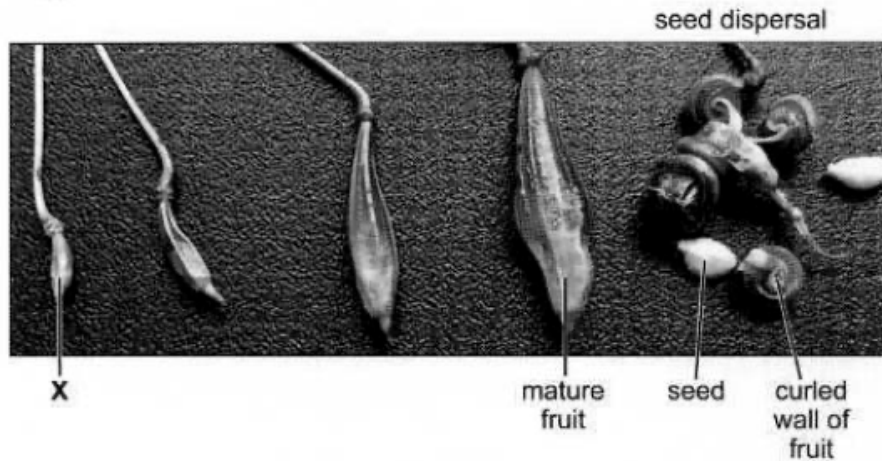 seed dispersal
X
mature
fruit
seed
curled
wall of
fruit